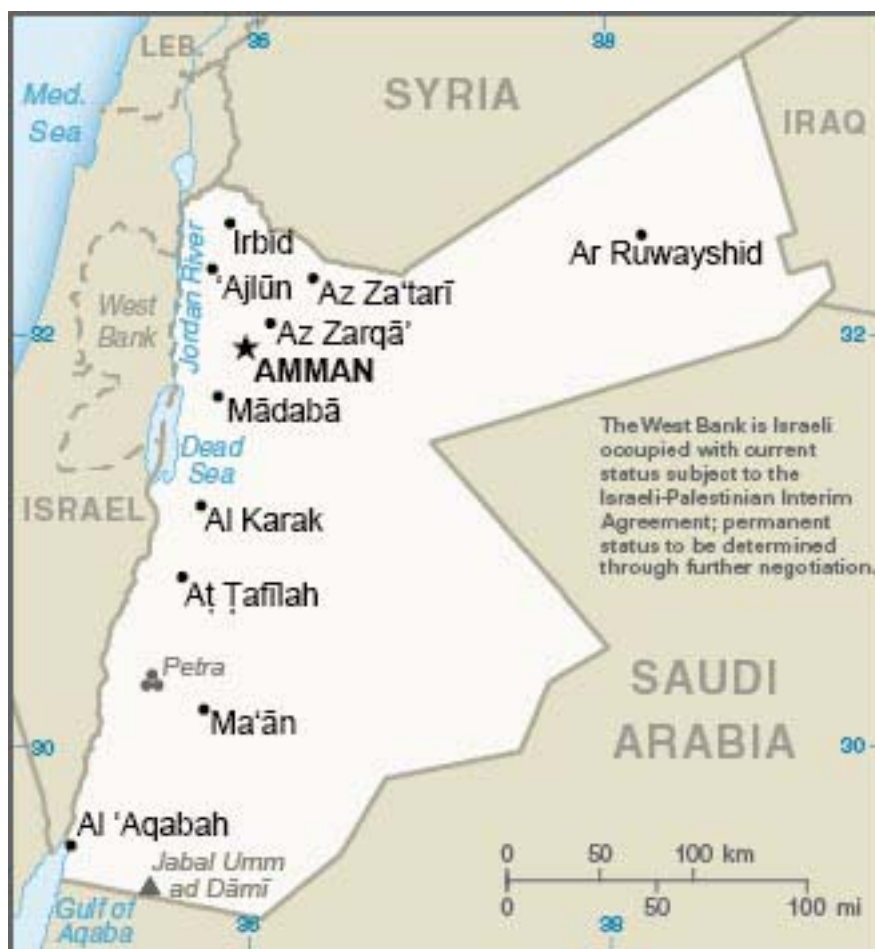 36
38
LEB.
SYRIA
Med.
Sea
IRAQ
Irbid
Ar Ruwayshid
‘Ajlūn
Az Za‘tarī
Jordan River
West
Bank
Az Zarqā’
32
32
AMMAN
Mādabā
Dead
Sea
The West Bank is Israeli
occupied with current
status subject to the
Israeli-Palestinian Interim
Agreement; permanent
status to be determined
through further negotiation.
ISRAEL
Al Karak
Aţ Ţafīlah
Petra
SAUDI
ARABIA
Ma‘ān
30
30
Al ‘Aqabah
Jabal Umm
ad Dāmī
0 50 100 km
0 50 100 mi
Gulf of
Aqaba
36
38